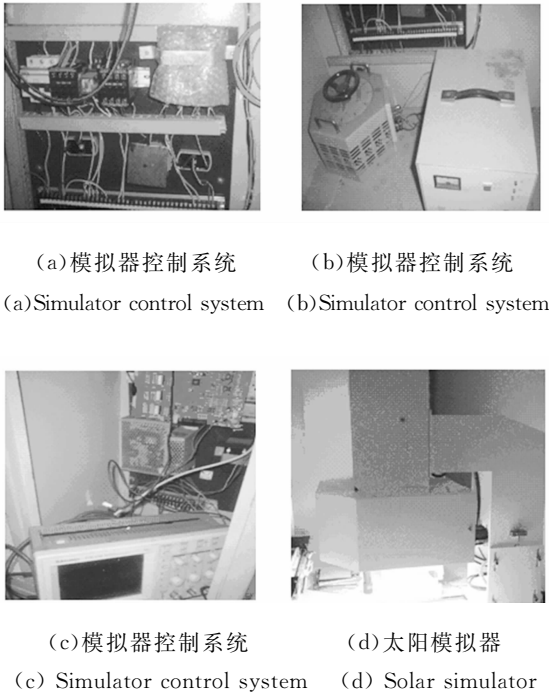 (a)模拟器控制系统
(b)模拟器控制系统
(a)Simulator control system
(b)Simulator control system
(c)模拟器控制系统
(d)太阳模拟器
(c) Simulator control system
(d) Solar simulator